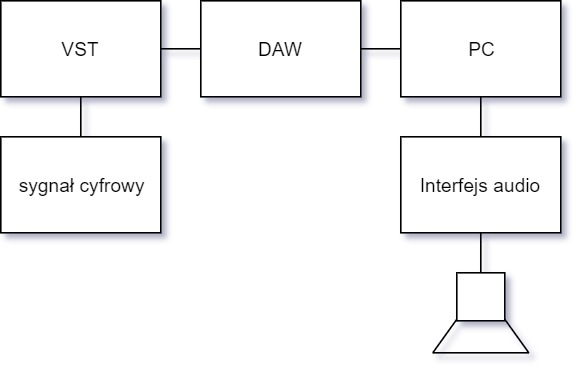 VST
DAW
PC
sygnał cyfrowy
Interfejs audio